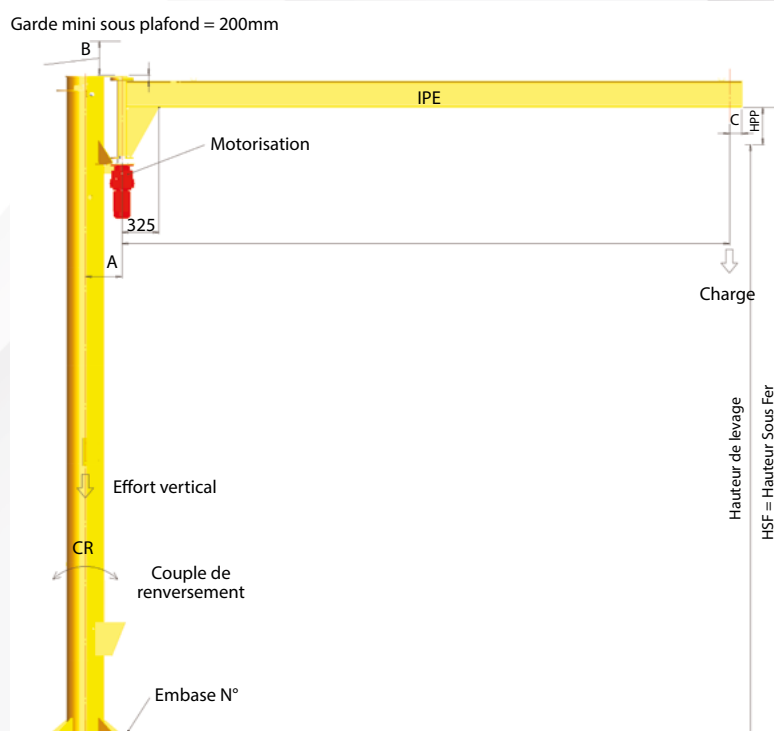 Garde mini sous plafond = 200mm
B
IPE
C
HPP
Motorisation
325
A
Charge
Hauteur de levage
HSF = Hauteur Sous Fer
Effort vertical
CR
Couple de
renversement
Embase N°